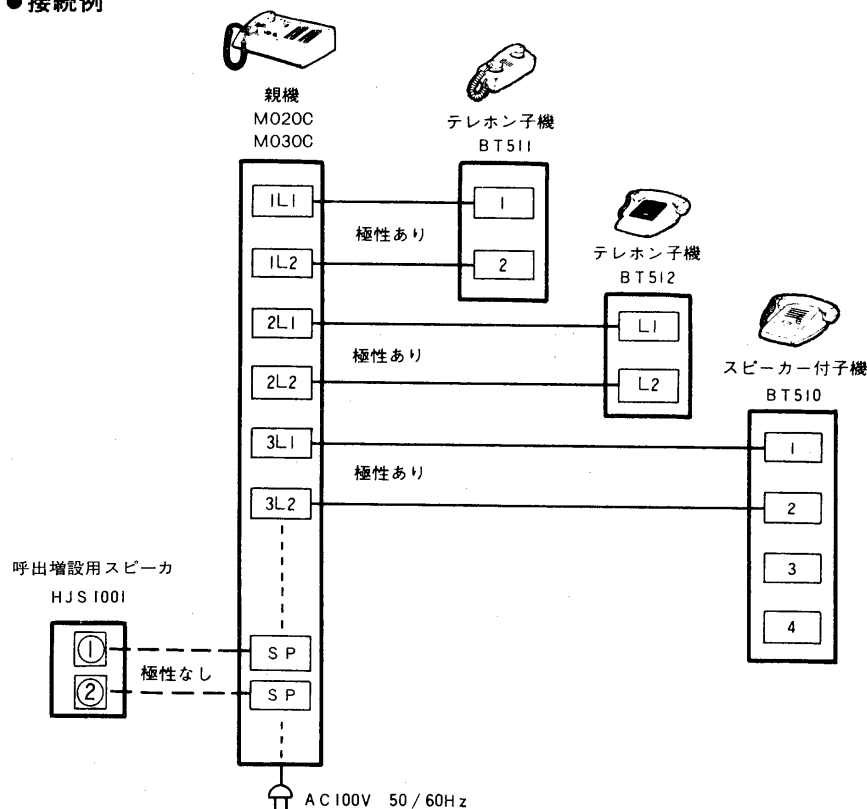 ●接続例
親機
M020C
M030C
テレホン子機
BT511
テレホン子機
BT512
スピーカー付子機
BT510
1L1
極性あり
1L2
1
2
2L1
極性あり
2L2
L1
L2
3L1
極性あり
3L2
1
2
3
4
呼出増設用スピーカ
HJS1001
①
極性なし
②
SP
SP
AC100V 50/60Hz